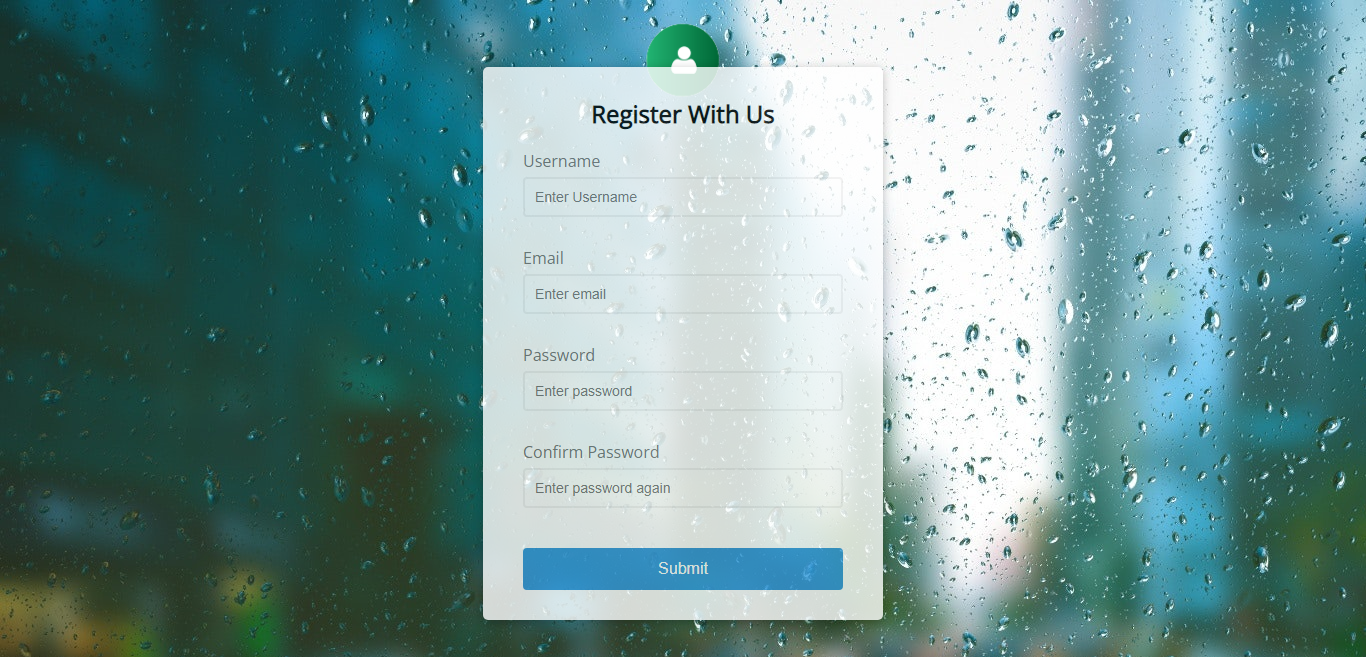 Register With Us
Username
Enter Username
Email
Enter email
Password
Enter password
Confirm Password
Enter password again
Submit